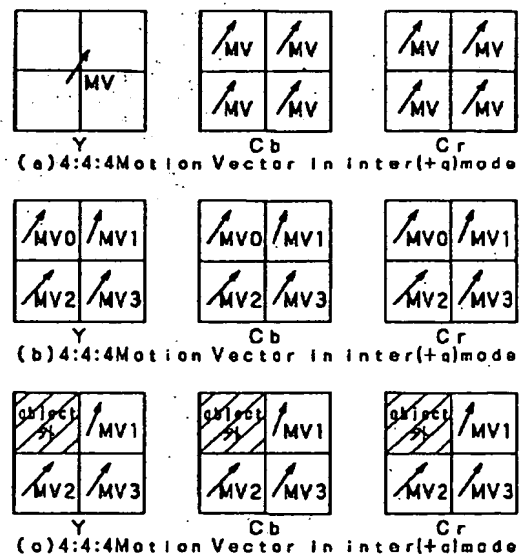 MV
MV MV
MV MV
MV MV
MV MV
Y Cb Cr
(a)4:4:4Motion Vector in inter(+q)mode
MV0 MV1 MV0 MV1 MV0 MV1
MV2 MV3 MV2 MV3 MV2 MV3
Y Cb Cr
(b)4:4:4Motion Vector in inter(+q)mode
object object object
外 MV1 外 MV1 外 MV1
MV2 MV3 MV2 MV3 MV2 MV3
Y Cb Cr
(c)4:4:4Motion Vector in inter(+q)mode